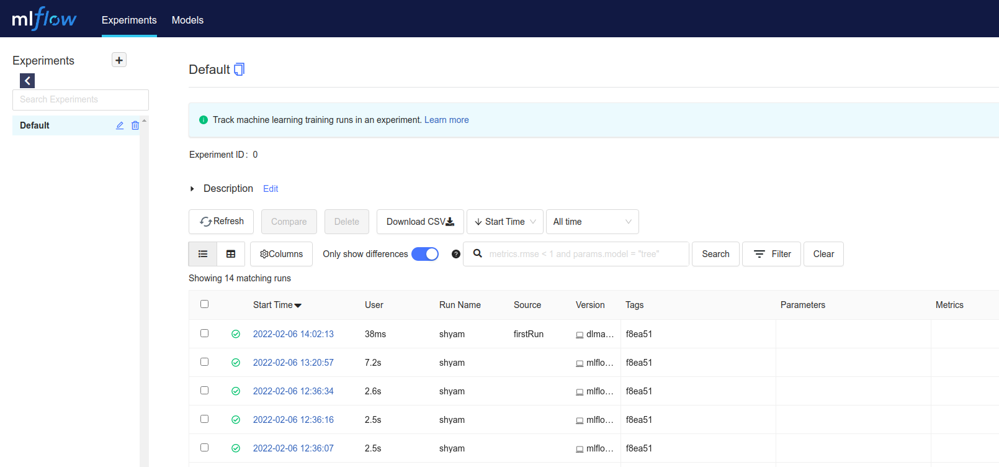 mlflow Experiments Models
Experiments +
Search Experiments
Default
Default
Track machine learning training runs in an experiment. Learn more
Experiment ID: 0
Description Edit
Refresh Compare Delete Download CSV Start Time All time
Columns Only show differences ? metrics.rmse < 1 and params.model = "tree" Search Filter Clear
Showing 14 matching runs
Start Time User Run Name Source Version Tags Parameters Metrics
2022-02-06 14:02:13 38ms shyam firstRun dlma... f8ea51
2022-02-06 13:20:57 7.2s shyam mlflo... f8ea51
2022-02-06 12:36:34 2.6s shyam mlflo... f8ea51
2022-02-06 12:36:16 2.5s shyam mlflo... f8ea51
2022-02-06 12:36:07 2.5s shyam mlflo... f8ea51